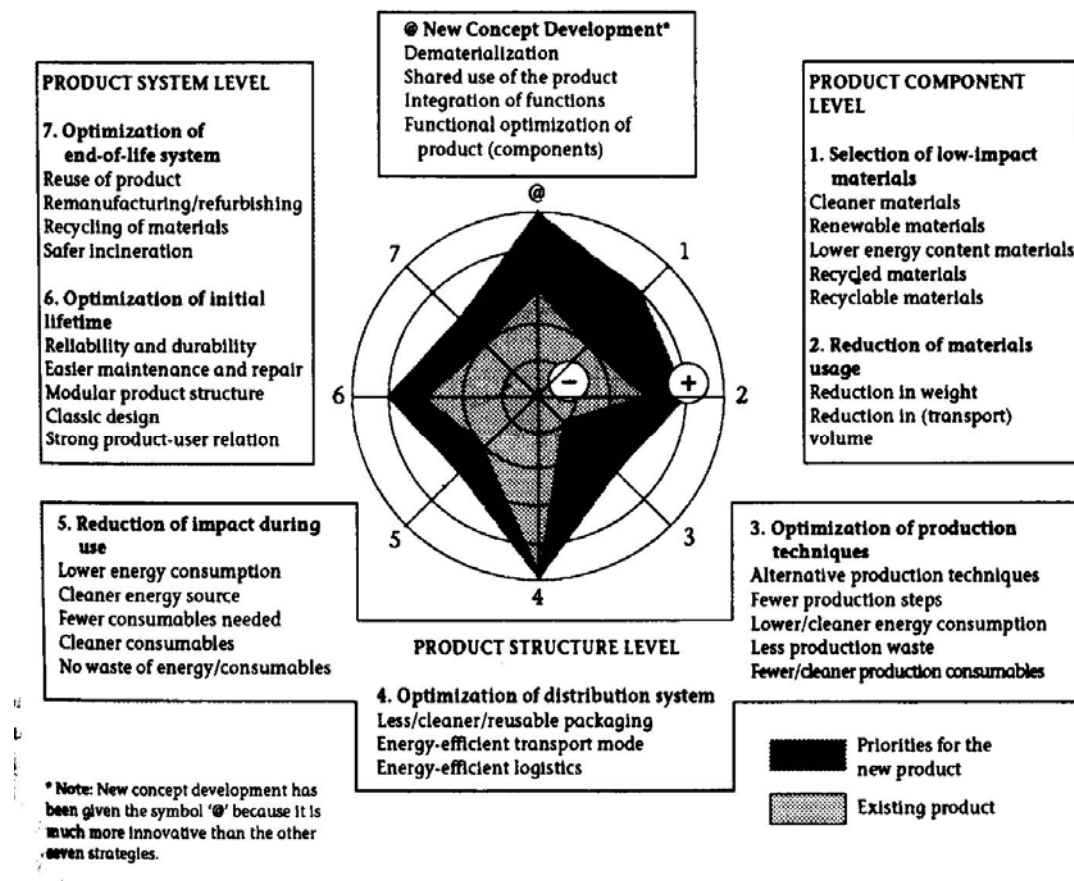 @ New Concept Development*
Dematerialization
Shared use of the product
Integration of functions
Functional optimization of
product (components)
PRODUCT SYSTEM LEVEL
7. Optimization of
end-of-life system
Reuse of product
Remanufacturing/refurbishing
Recycling of materials
Safer incineration
6. Optimization of initial
lifetime
Reliability and durability
Easier maintenance and repair
Modular product structure
Classic design
Strong product-user relation
PRODUCT COMPONENT
LEVEL
1. Selection of low-impact
materials
Cleaner materials
Renewable materials
Lower energy content materials
Recycled materials
Recyclable materials
2. Reduction of materials
usage
Reduction in weight
Reduction in (transport)
volume
@
7
1
6
−
+
2
5
3
4
5. Reduction of impact during
use
Lower energy consumption
Cleaner energy source
Fewer consumables needed
Cleaner consumables
No waste of energy/consumables
3. Optimization of production
techniques
Alternative production techniques
Fewer production steps
Lower/cleaner energy consumption
Less production waste
Fewer/cleaner production consumables
PRODUCT STRUCTURE LEVEL
4. Optimization of distribution system
Less/cleaner/reusable packaging
Energy-efficient transport mode
Energy-efficient logistics
Priorities for the
new product
Existing product
* Note: New concept development has
been given the symbol '@' because it is
much more innovative than the other
seven strategies.